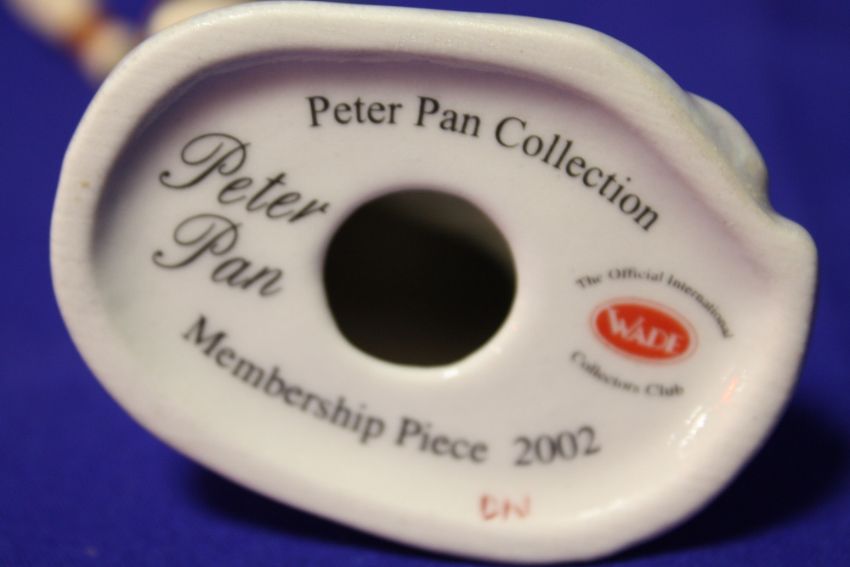 Peter Pan Collection
Peter
Pan
The Official International
WADE
Collectors Club
Membership Piece 2002
DN